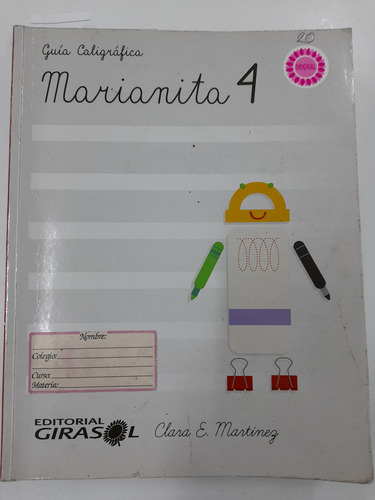 20
Guía Caligráfica
Marianita 4
Nombre:
Colegio:
Curso:
Materia:
EDITORIAL
GIRASOL
Clara E. Martínez